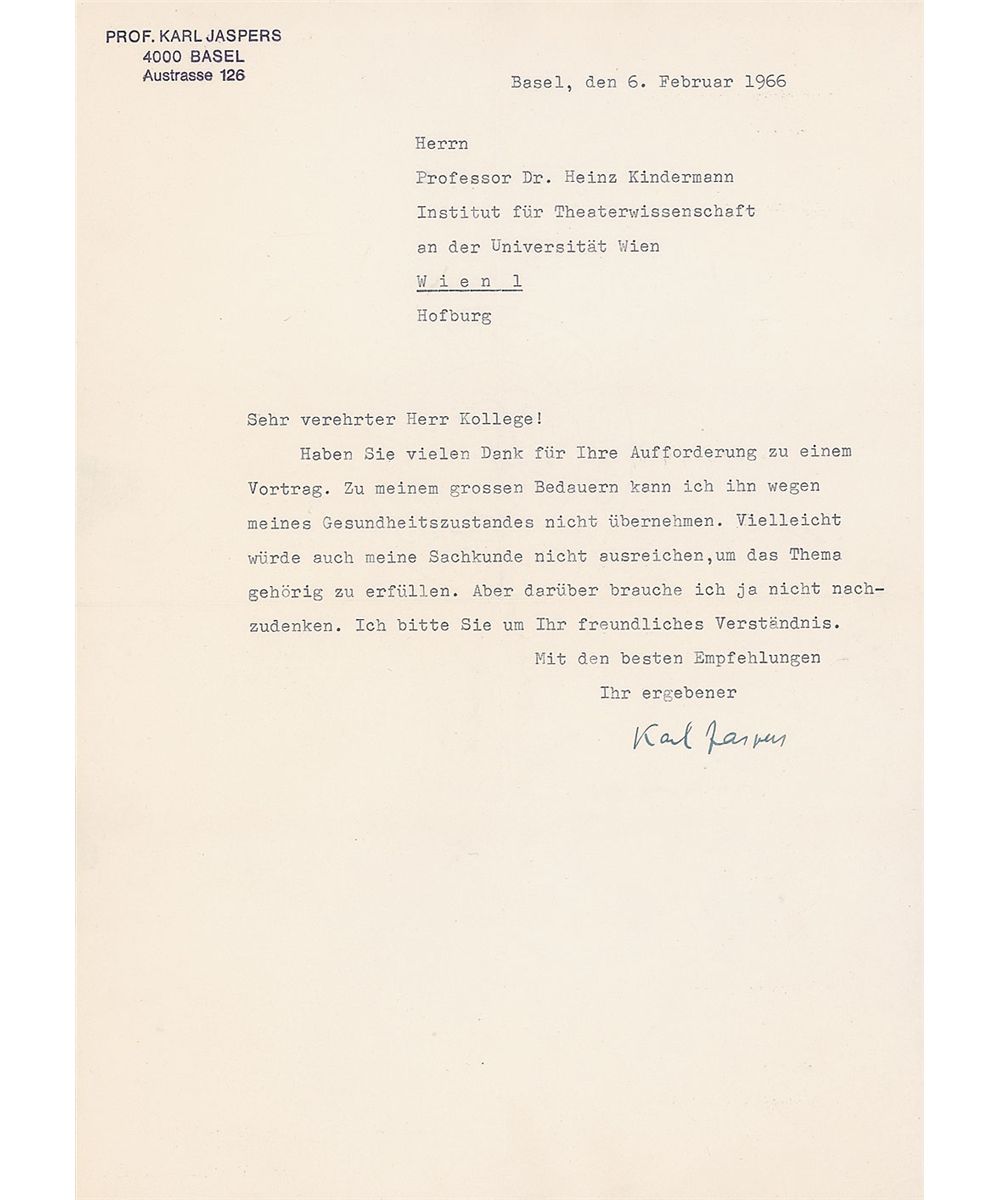 PROF. KARL JASPERS
4000 BASEL
Austrasse 126
Basel, den 6. Februar 1966
Herrn
Professor Dr. Heinz Kindermann
Institut für Theaterwissenschaft
an der Universität Wien
W i e n  1
Hofburg
Sehr verehrter Herr Kollege!
Haben Sie vielen Dank für Ihre Aufforderung zu einem
Vortrag. Zu meinem grossen Bedauern kann ich ihn wegen
meines Gesundheitszustandes nicht übernehmen. Vielleicht
würde auch meine Sachkunde nicht ausreichen,um das Thema
gehörig zu erfüllen. Aber darüber brauche ich ja nicht nach-
zudenken. Ich bitte Sie um Ihr freundliches Verständnis.
Mit den besten Empfehlungen
Ihr ergebener
Karl Jaspers